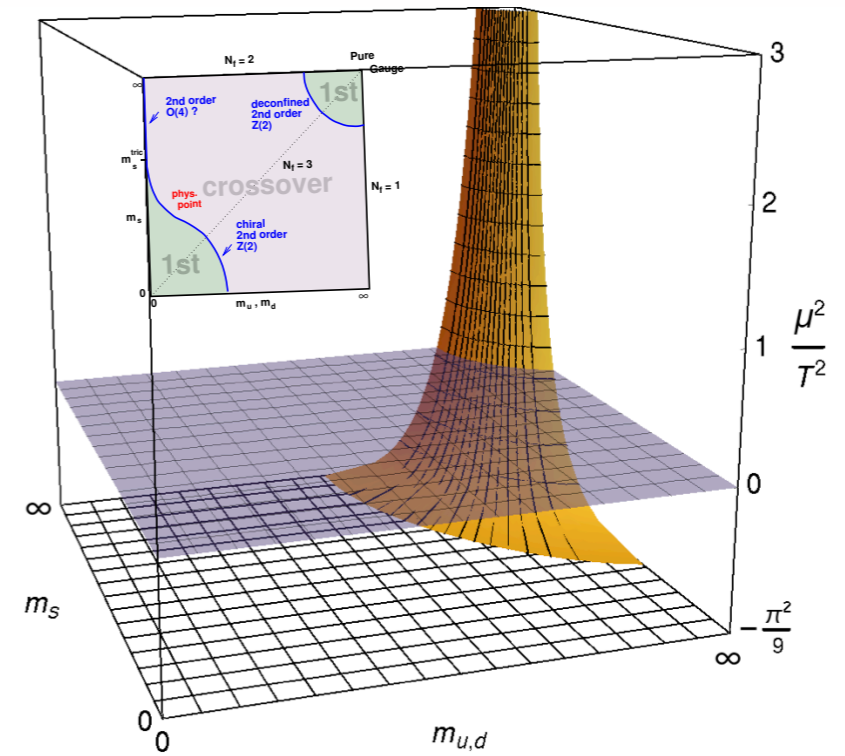 N_f = 2
Pure
Gauge
∞
2nd order
O(4) ?
deconfined
2nd order
Z(2)
1st
m_s^tric
N_f = 3
phys.
point
crossover
N_f = 1
m_s
chiral
2nd order
Z(2)
1st
0
0
m_u , m_d
∞
3
2
1
μ²
T²
0
∞
m_s
−π²
9
∞
0
0
m_u,d